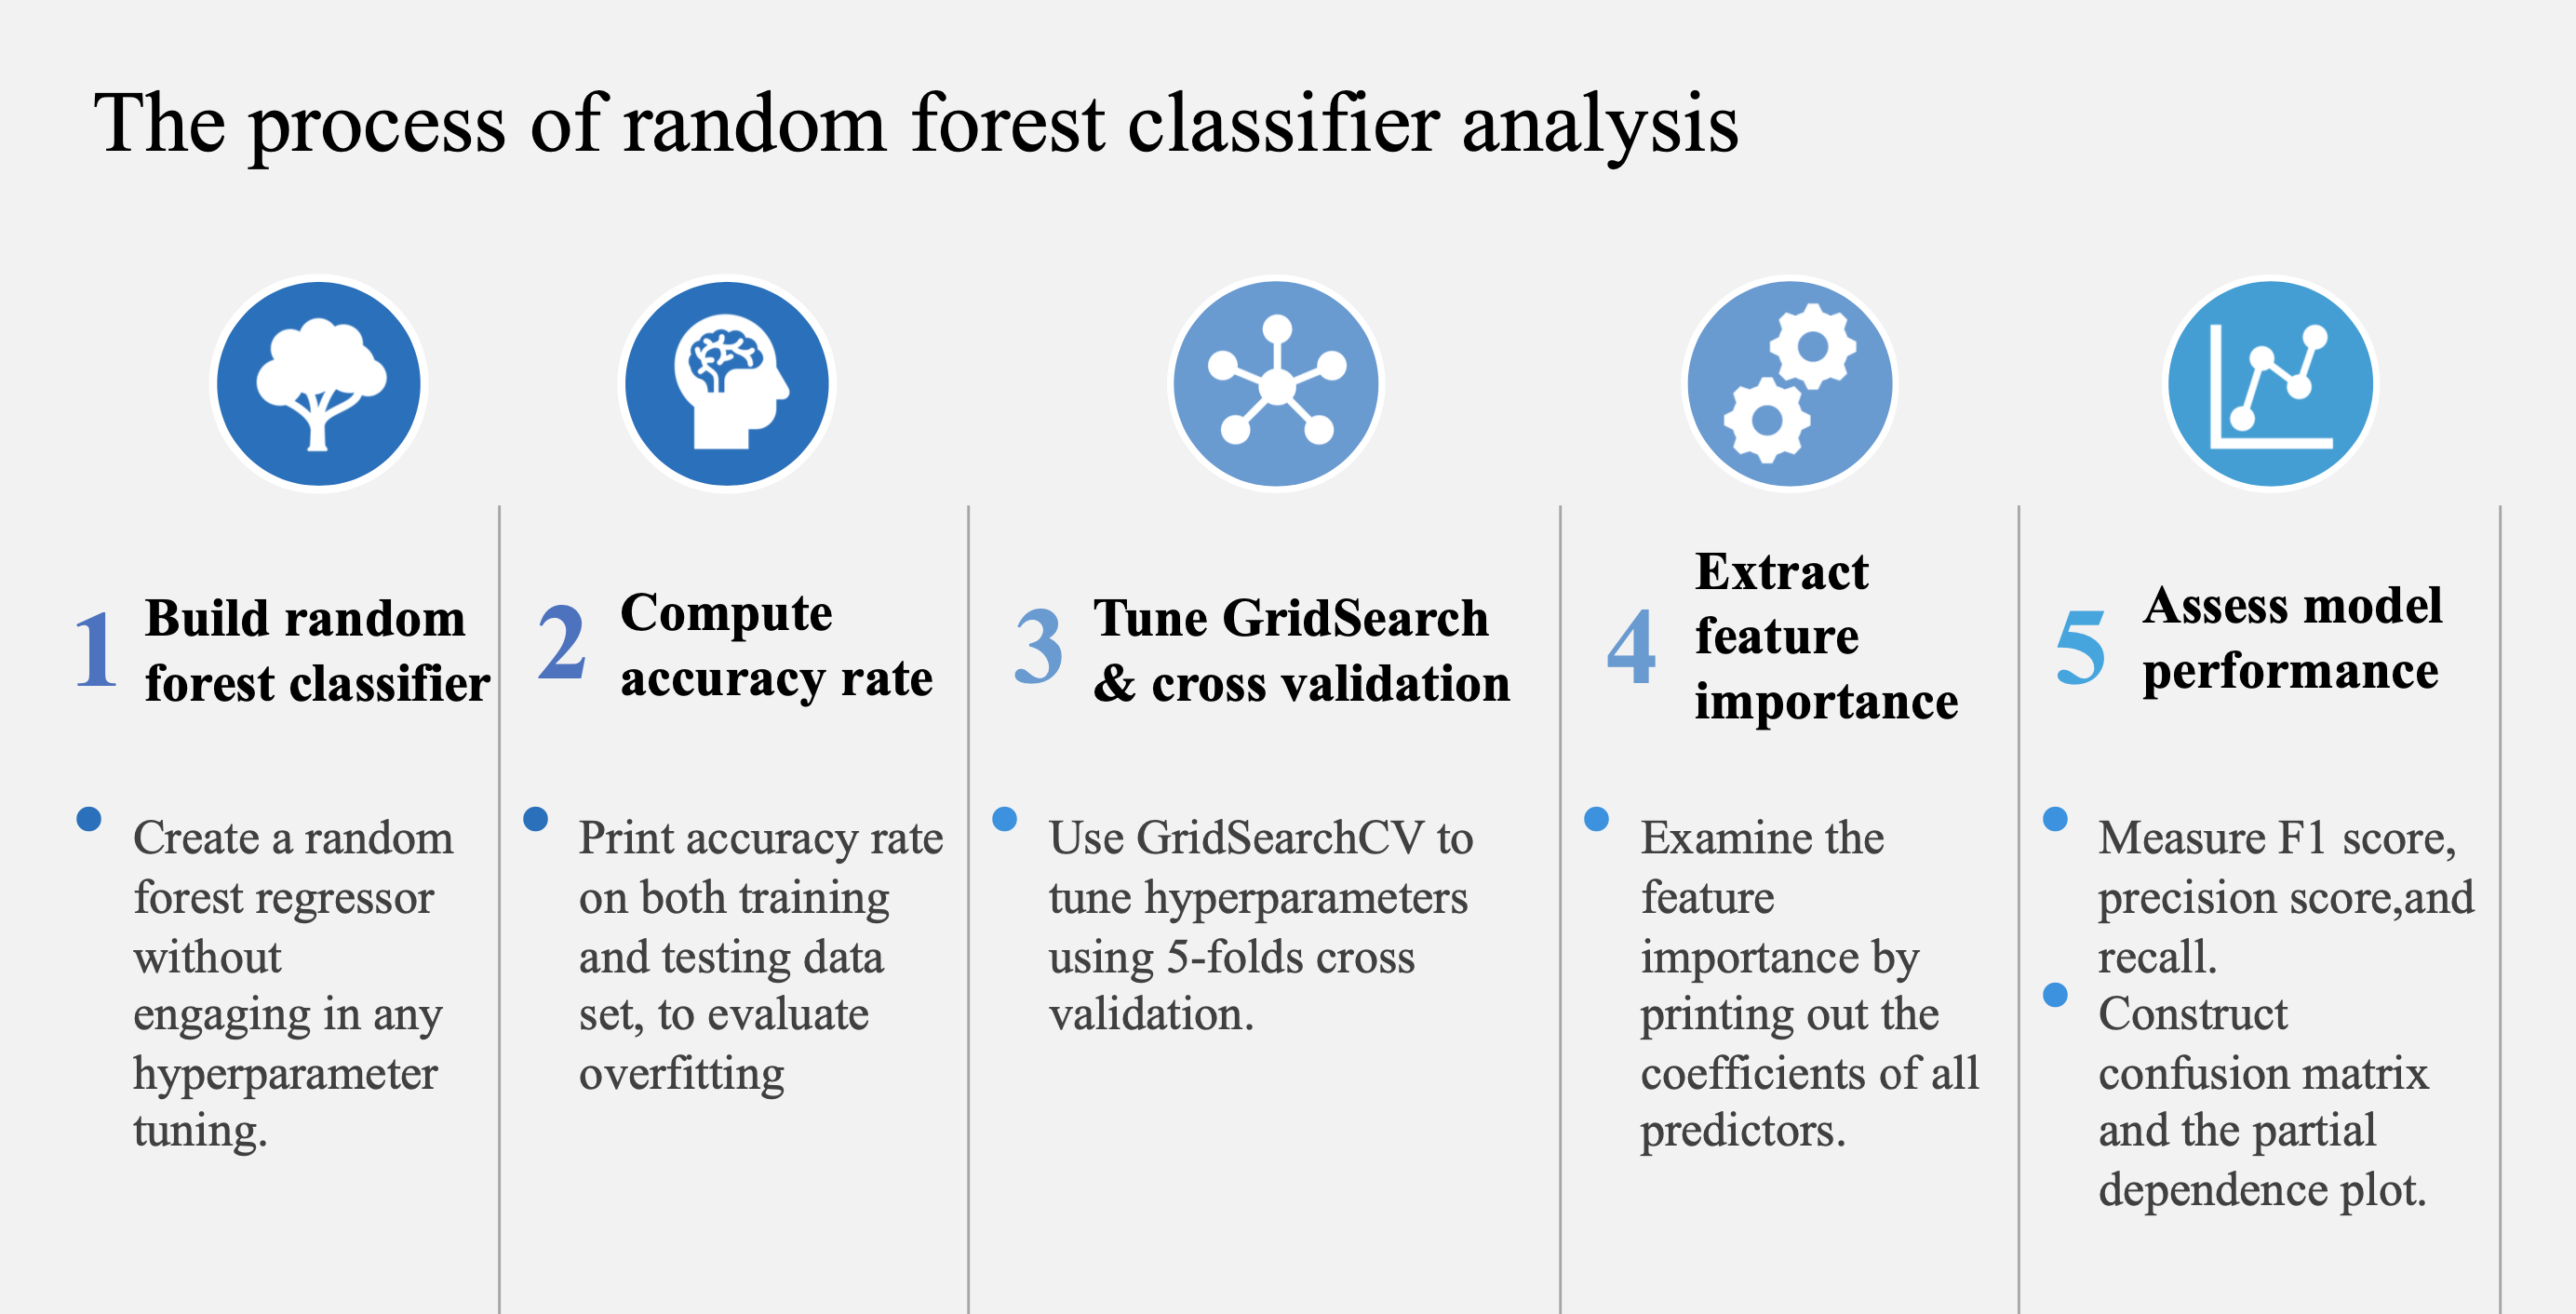 The process of random forest classifier analysis
1
Build random
forest classifier
Create a random
forest regressor
without
engaging in any
hyperparameter
tuning.
2
Compute
accuracy rate
Print accuracy rate
on both training
and testing data
set, to evaluate
overfitting
3
Tune GridSearch
& cross validation
Use GridSearchCV to
tune hyperparameters
using 5-folds cross
validation.
4
Extract
feature
importance
Examine the
feature
importance by
printing out the
coefficients of all
predictors.
5
Assess model
performance
Measure F1 score,
precision score,and
recall.
Construct
confusion matrix
and the partial
dependence plot.